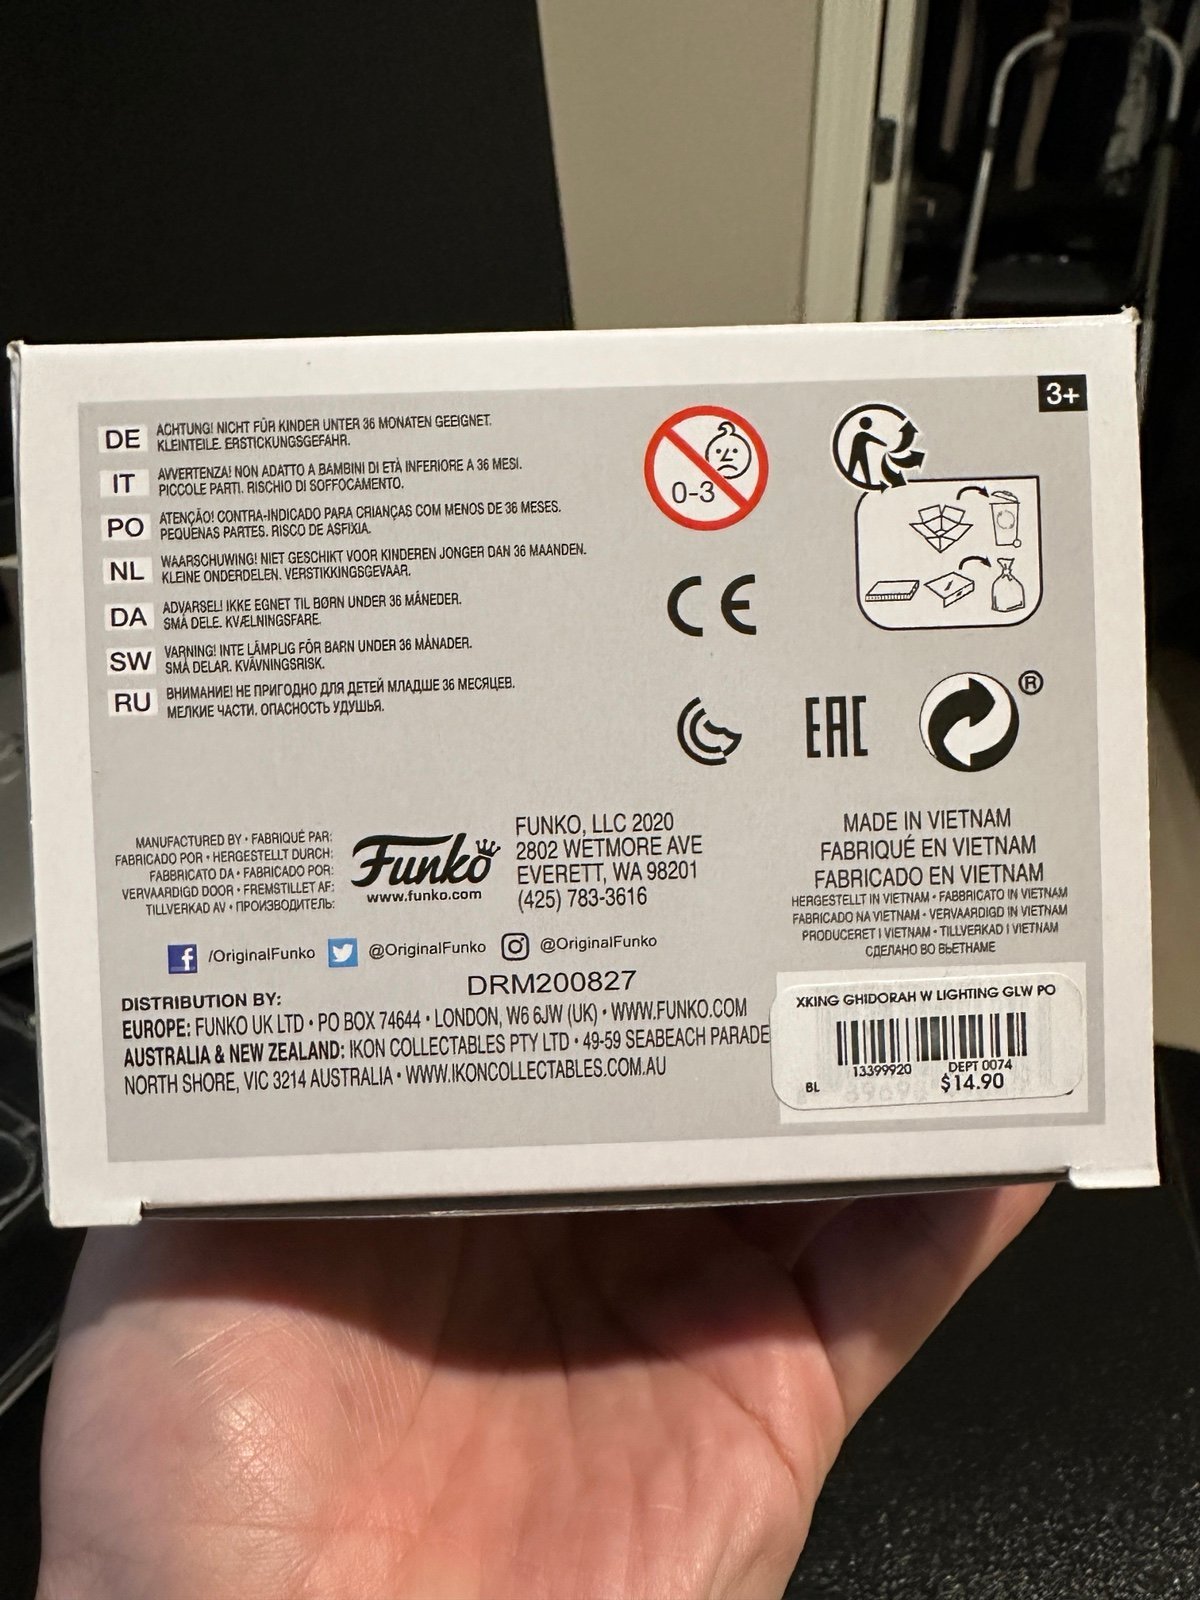 3+
DE
ACHTUNG! NICHT FÜR KINDER UNTER 36 MONATEN GEEIGNET.
KLEINTEILE. ERSTICKUNGSGEFAHR.
IT
AVVERTENZA! NON ADATTO A BAMBINI DI ETÀ INFERIORE A 36 MESI.
PICCOLE PARTI. RISCHIO DI SOFFOCAMENTO.
PO
ATENÇÃO! CONTRA-INDICADO PARA CRIANÇAS COM MENOS DE 36 MESES.
PEQUENAS PARTES. RISCO DE ASFIXIA.
NL
WAARSCHUWING! NIET GESCHIKT VOOR KINDEREN JONGER DAN 36 MAANDEN.
KLEINE ONDERDELEN. VERSTIKKINGSGEVAAR.
DA
ADVARSEL! IKKE EGNET TIL BØRN UNDER 36 MÅNEDER.
SMÅ DELE. KVÆLNINGSFARE.
SW
VARNING! INTE LÄMPLIG FÖR BARN UNDER 36 MÅNADER.
SMÅ DELAR. KVÄVNINGSRISK.
RU
ВНИМАНИЕ! НЕ ПРИГОДНО ДЛЯ ДЕТЕЙ МЛАДШЕ 36 МЕСЯЦЕВ.
МЕЛКИЕ ЧАСТИ. ОПАСНОСТЬ УДУШЬЯ.
0-3
CE
EAC
®
MANUFACTURED BY • FABRIQUÉ PAR:
FABRICADO POR • HERGESTELLT DURCH:
FABBRICATO DA • FABRICADO POR:
VERVAARDIGD DOOR • FREMSTILLET AF:
TILLVERKAD AV • ПРОИЗВОДИТЕЛЬ:
Funko
www.funko.com
FUNKO, LLC 2020
2802 WETMORE AVE
EVERETT, WA 98201
(425) 783-3616
MADE IN VIETNAM
FABRIQUÉ EN VIETNAM
FABRICADO EN VIETNAM
HERGESTELLT IN VIETNAM • FABBRICATO IN VIETNAM
FABRICADO NA VIETNAM • VERVAARDIGD IN VIETNAM
PRODUCERET I VIETNAM • TILLVERKAD I VIETNAM
СДЕЛАНО ВО ВЬЕТНАМЕ
/OriginalFunko @OriginalFunko @OriginalFunko
DRM200827
DISTRIBUTION BY:
EUROPE: FUNKO UK LTD • PO BOX 74644 • LONDON, W6 6JW (UK) • WWW.FUNKO.COM
AUSTRALIA & NEW ZEALAND: IKON COLLECTABLES PTY LTD • 49-59 SEABEACH PARADE
NORTH SHORE, VIC 3214 AUSTRALIA • WWW.IKONCOLLECTABLES.COM.AU
XKING GHIDORAH W LIGHTING GLW PO
13399920 DEPT 0074
BL $14.90